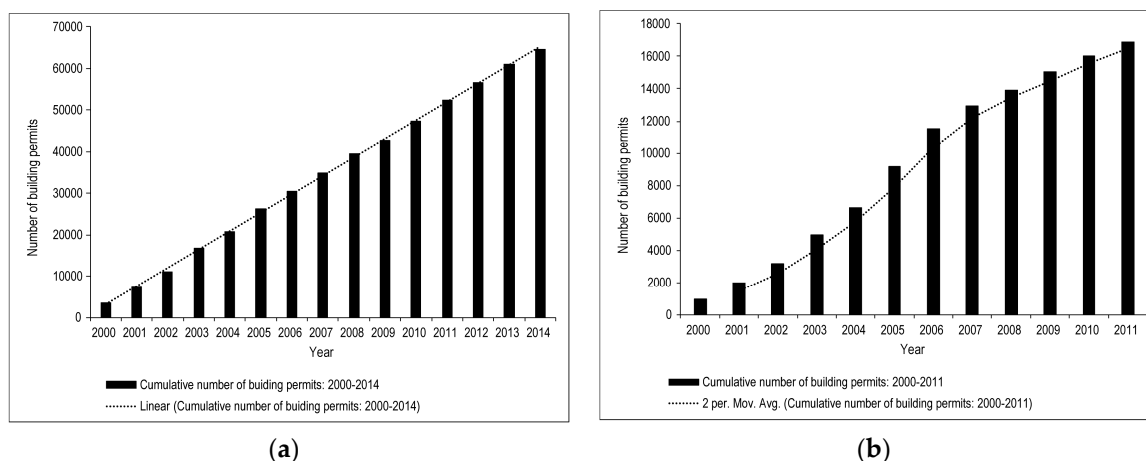 70000
60000
50000
40000
30000
20000
10000
0
Number of building permits
2000 2001 2002 2003 2004 2005 2006 2007 2008 2009 2010 2011 2012 2013 2014
Year
Cumulative number of buiding permits: 2000-2014
Linear (Cumulative number of buiding permits: 2000-2014)
(a)
18000
16000
14000
12000
10000
8000
6000
4000
2000
0
Number of building permits
2000 2001 2002 2003 2004 2005 2006 2007 2008 2009 2010 2011
Year
Cumulative number of building permits: 2000-2011
2 per. Mov. Avg. (Cumulative number of building permits: 2000-2011)
(b)